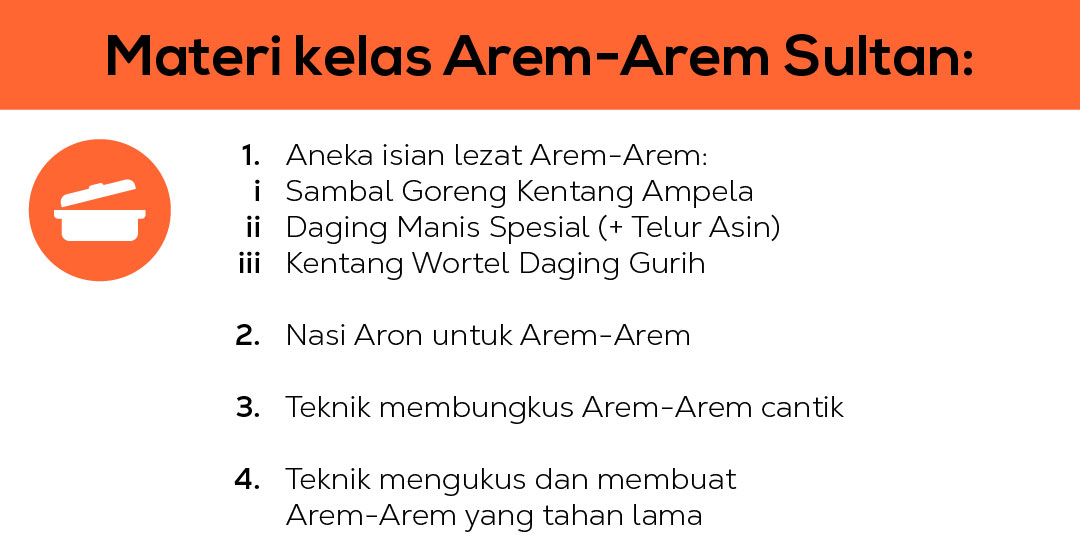 Materi kelas Arem-Arem Sultan:
1. Aneka isian lezat Arem-Arem:
i Sambal Goreng Kentang Ampela
ii Daging Manis Spesial (+ Telur Asin)
iii Kentang Wortel Daging Gurih
2. Nasi Aron untuk Arem-Arem
3. Teknik membungkus Arem-Arem cantik
4. Teknik mengukus dan membuat
Arem-Arem yang tahan lama